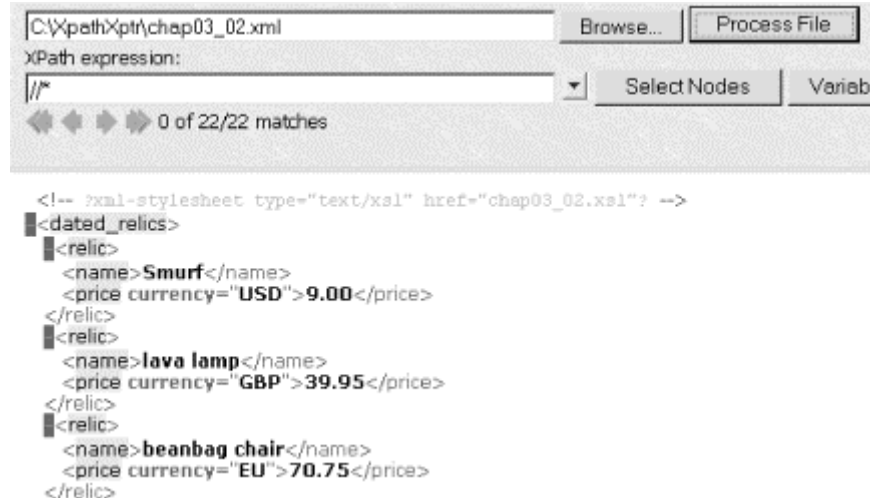 C:\XpathXptr\chap03_02.xml Browse... Process File
XPath expression:
//* Select Nodes Variab
0 of 22/22 matches
<!-- ?xml-stylesheet type="text/xsl" href="chap03_02.xsl"? -->
<dated_relics>
<relic>
<name>Smurf</name>
<price currency="USD">9.00</price>
</relic>
<relic>
<name>lava lamp</name>
<price currency="GBP">39.95</price>
</relic>
<relic>
<name>beanbag chair</name>
<price currency="EU">70.75</price>
</relic>